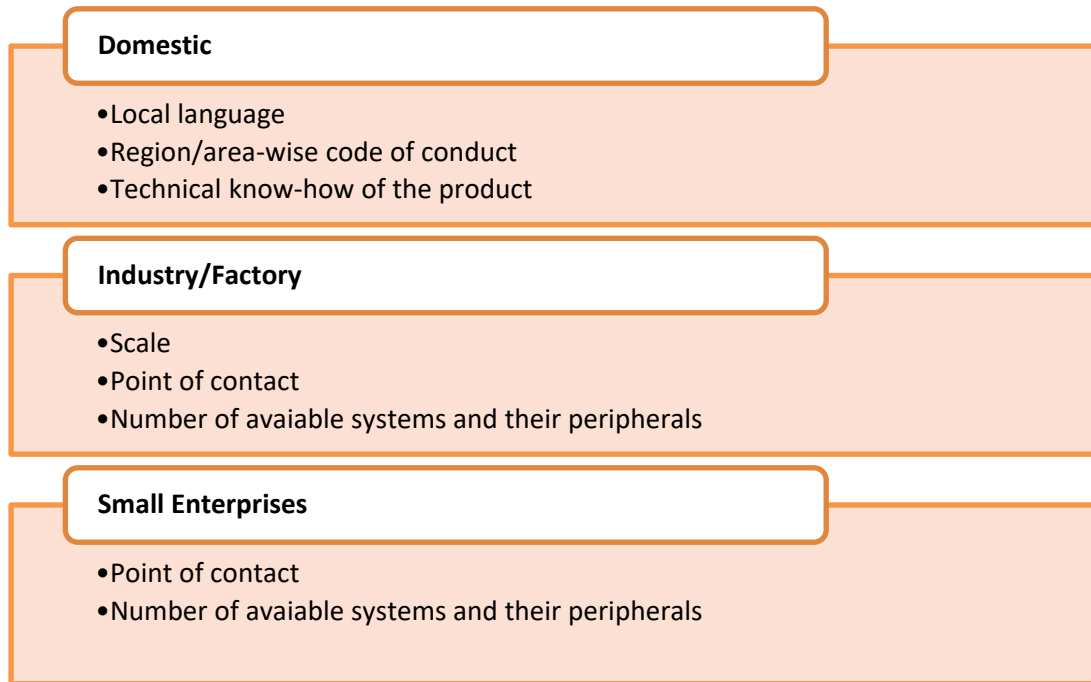 Domestic
•Local language
•Region/area-wise code of conduct
•Technical know-how of the product
Industry/Factory
•Scale
•Point of contact
•Number of avaiable systems and their peripherals
Small Enterprises
•Point of contact
•Number of avaiable systems and their peripherals